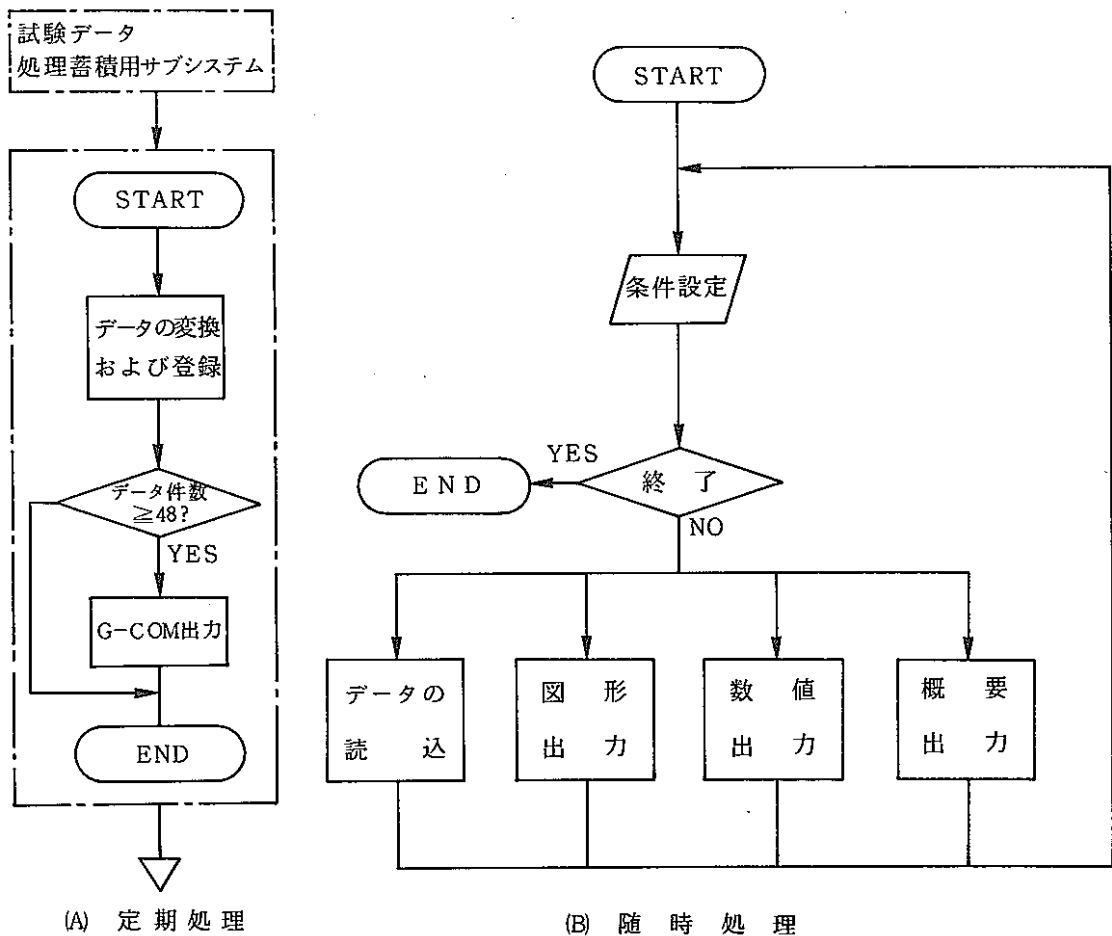 試験データ
処理蓄積用サブシステム
START
データの変換
および登録
データ件数
≧48?
YES
G-COM出力
END
(A) 定期処理
START
条件設定
終了
YES
END
NO
データの
読込
図形
出力
数値
出力
概要
出力
(B) 随時処理